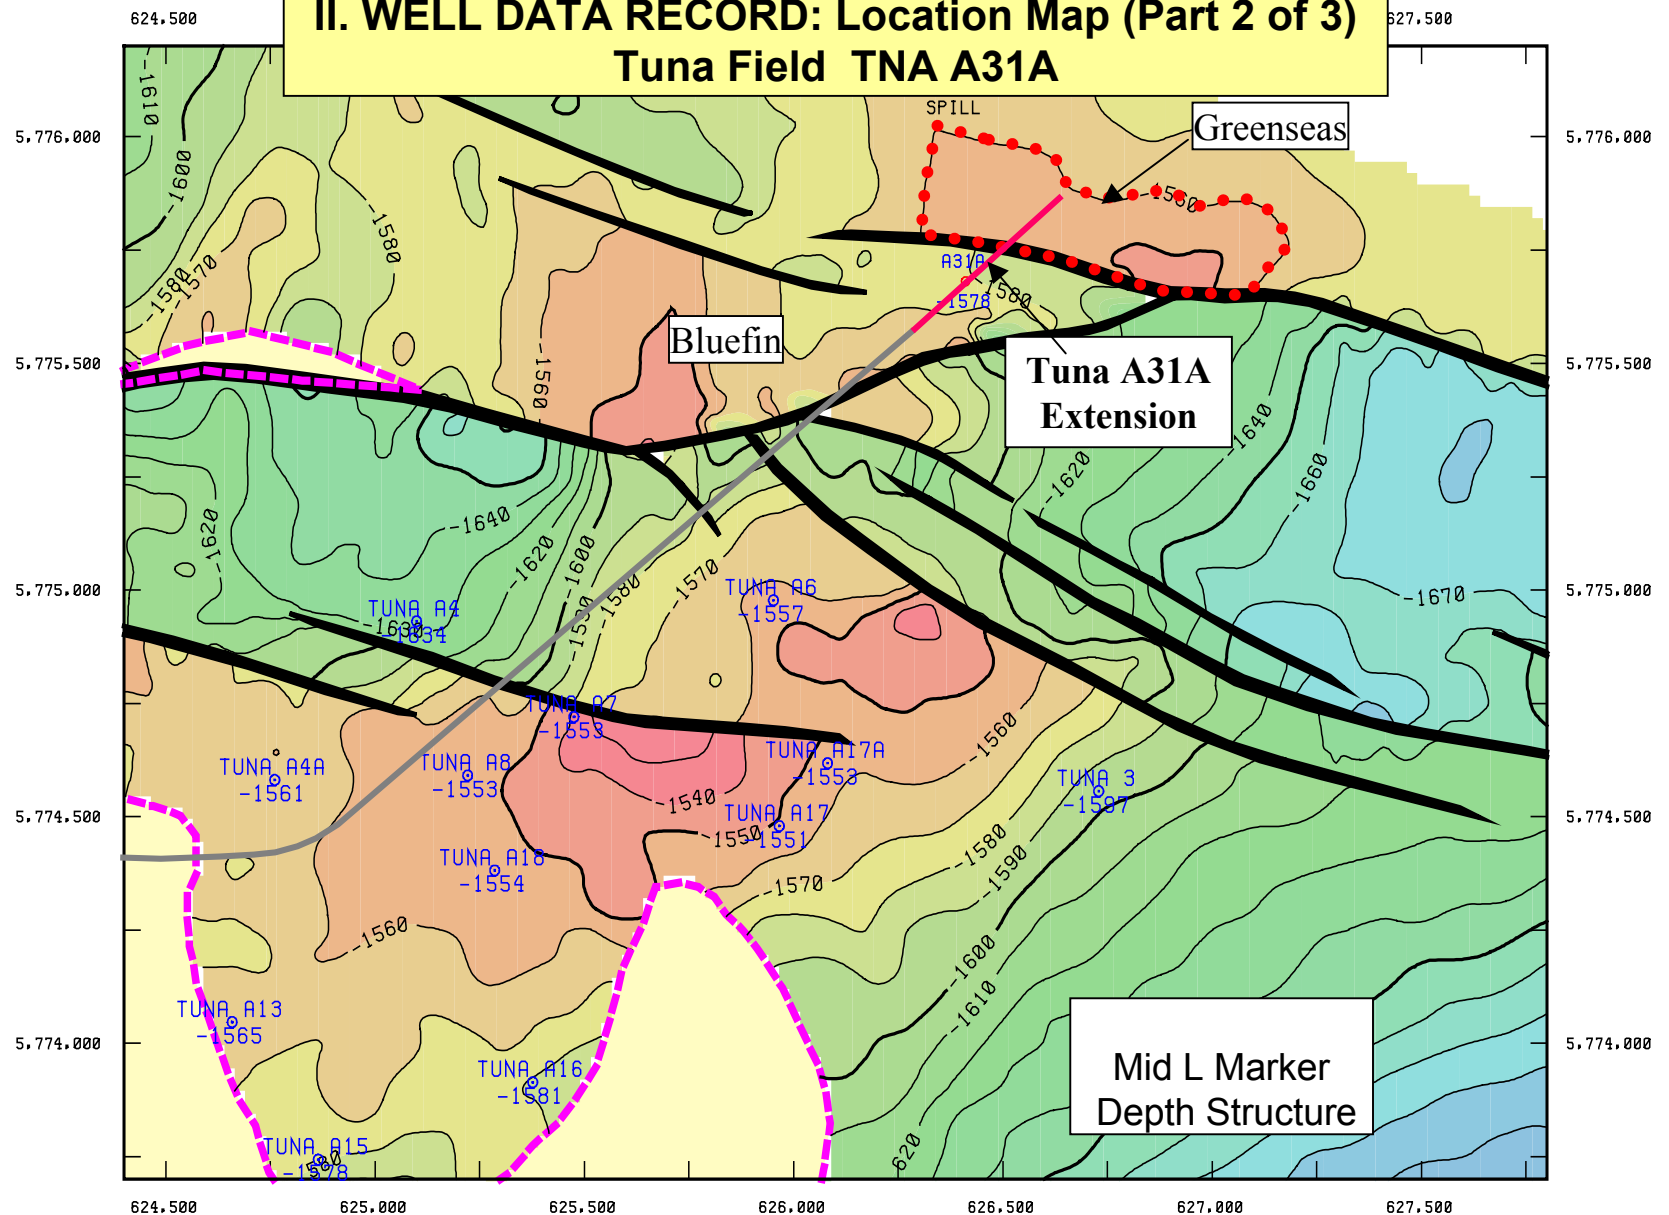 624,500
627,500
II. WELL DATA RECORD: Location Map (Part 2 of 3)
Tuna Field  TNA A31A
SPILL
Greenseas
5,776,000
5,776,000
-1610
-1600
-1580
-1580
-1570
-1560
A31A
-1578
-1580
Bluefin
-1560
5,775,500
5,775,500
Tuna A31A
Extension
-1640
-1620
-1660
-1620
-1640
-1620
-1600
-1590
-1580
-1570
TUNA A6
-1557
5,775,000
5,775,000
-1670
TUNA A4
-1634
-1630
TUNA A7
-1553
-1560
TUNA A17A
-1553
TUNA A4A
-1561
TUNA A8
-1553
TUNA 3
-1597
-1540
TUNA A17
-1551
-1550
5,774,500
5,774,500
-1580
-1590
TUNA A18
-1554
-1570
-1560
-1600
-1610
TUNA A13
-1565
5,774,000
5,774,000
TUNA A16
-1581
Mid L Marker
Depth Structure
TUNA A15
-1578
580
620
624,500
625,000
625,500
626,000
626,500
627,000
627,500